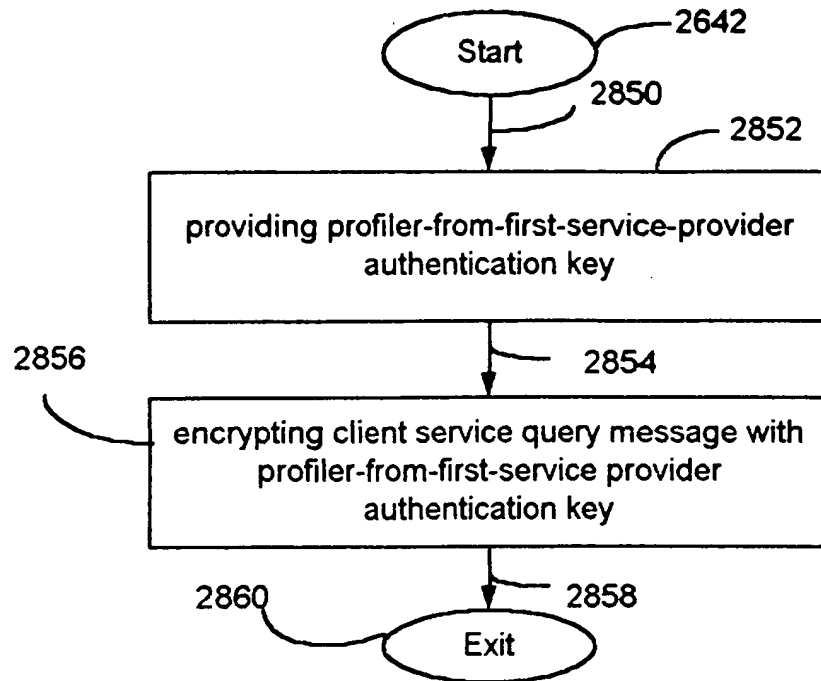 Start
2642
2850
2852
providing profiler-from-first-service-provider
authentication key
2854
2856
encrypting client service query message with
profiler-from-first-service provider
authentication key
2858
2860
Exit